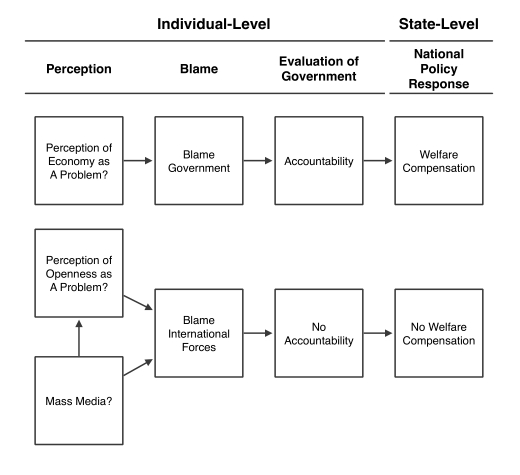 Individual-Level
State-Level
Perception
Blame
Evaluation of
Government
National
Policy
Response
Perception of
Economy as
A Problem?
Blame
Government
Accountability
Welfare
Compensation
Perception of
Openness as
A Problem?
Blame
International
Forces
No
Accountability
No Welfare
Compensation
Mass Media?